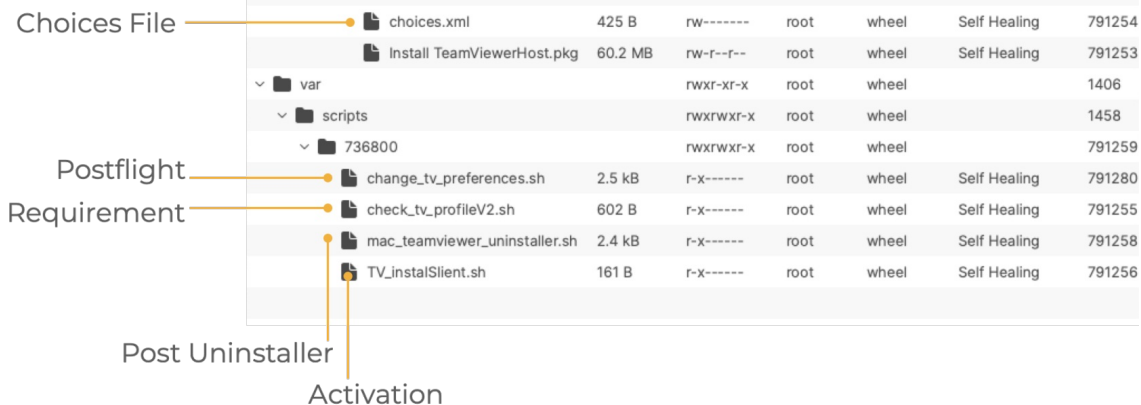 Choices File
choices.xml 425 B rw------- root wheel Self Healing 791254
Install TeamViewerHost.pkg 60.2 MB rw-r--r-- root wheel Self Healing 791253
var rwxr-xr-x root wheel 1406
scripts rwxrwxr-x root wheel 1458
736800 rwxrwxr-x root wheel 791259
Postflight
change_tv_preferences.sh 2.5 kB r-x------ root wheel Self Healing 791280
Requirement
check_tv_profileV2.sh 602 B r-x------ root wheel Self Healing 791255
mac_teamviewer_uninstaller.sh 2.4 kB r-x------ root wheel Self Healing 791258
TV_instalSlient.sh 161 B r-x------ root wheel Self Healing 791256
Post Uninstaller
Activation